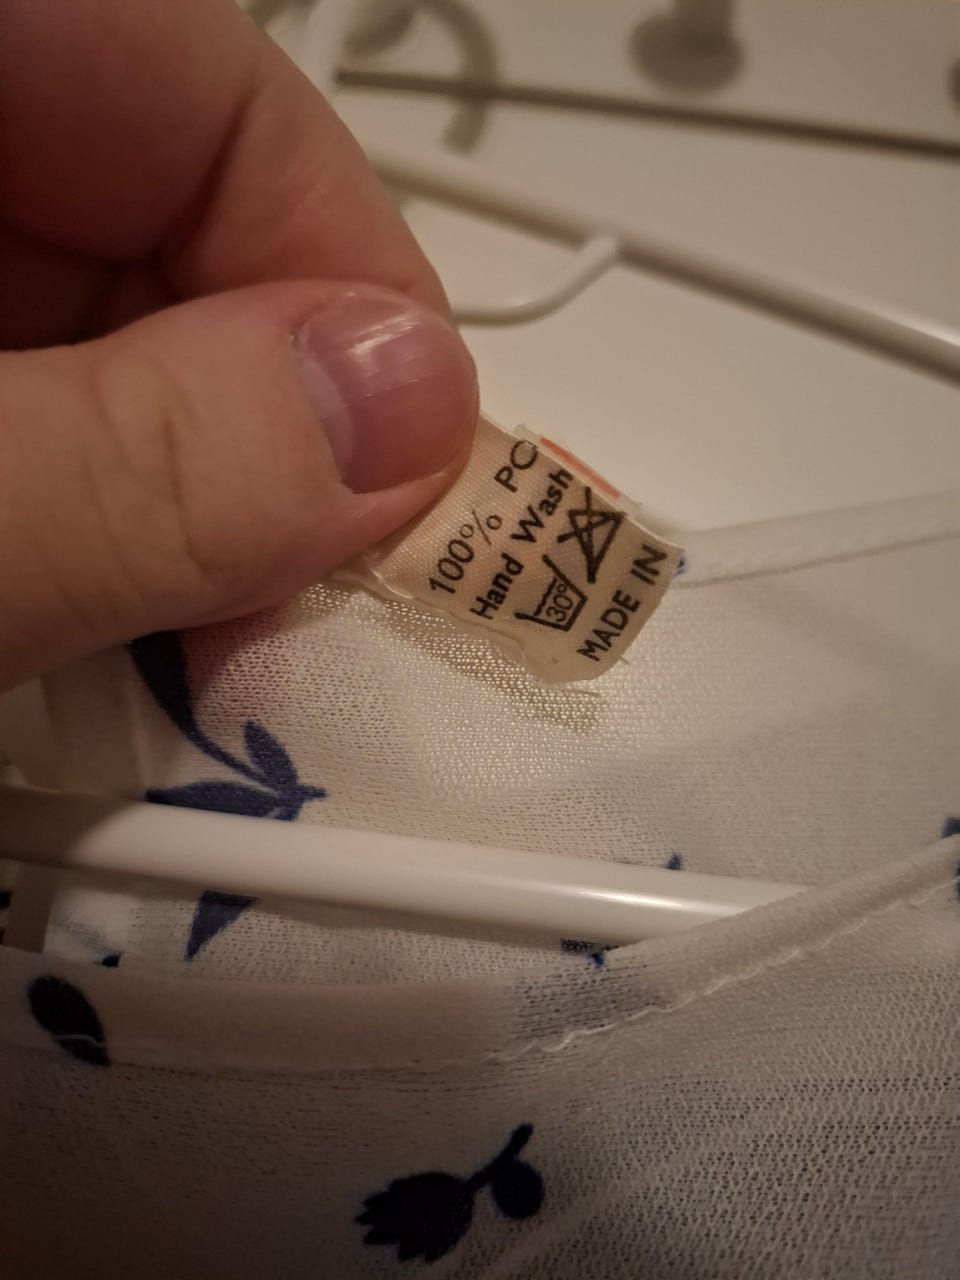 100% PO
Hand Wash
30°
MADE IN